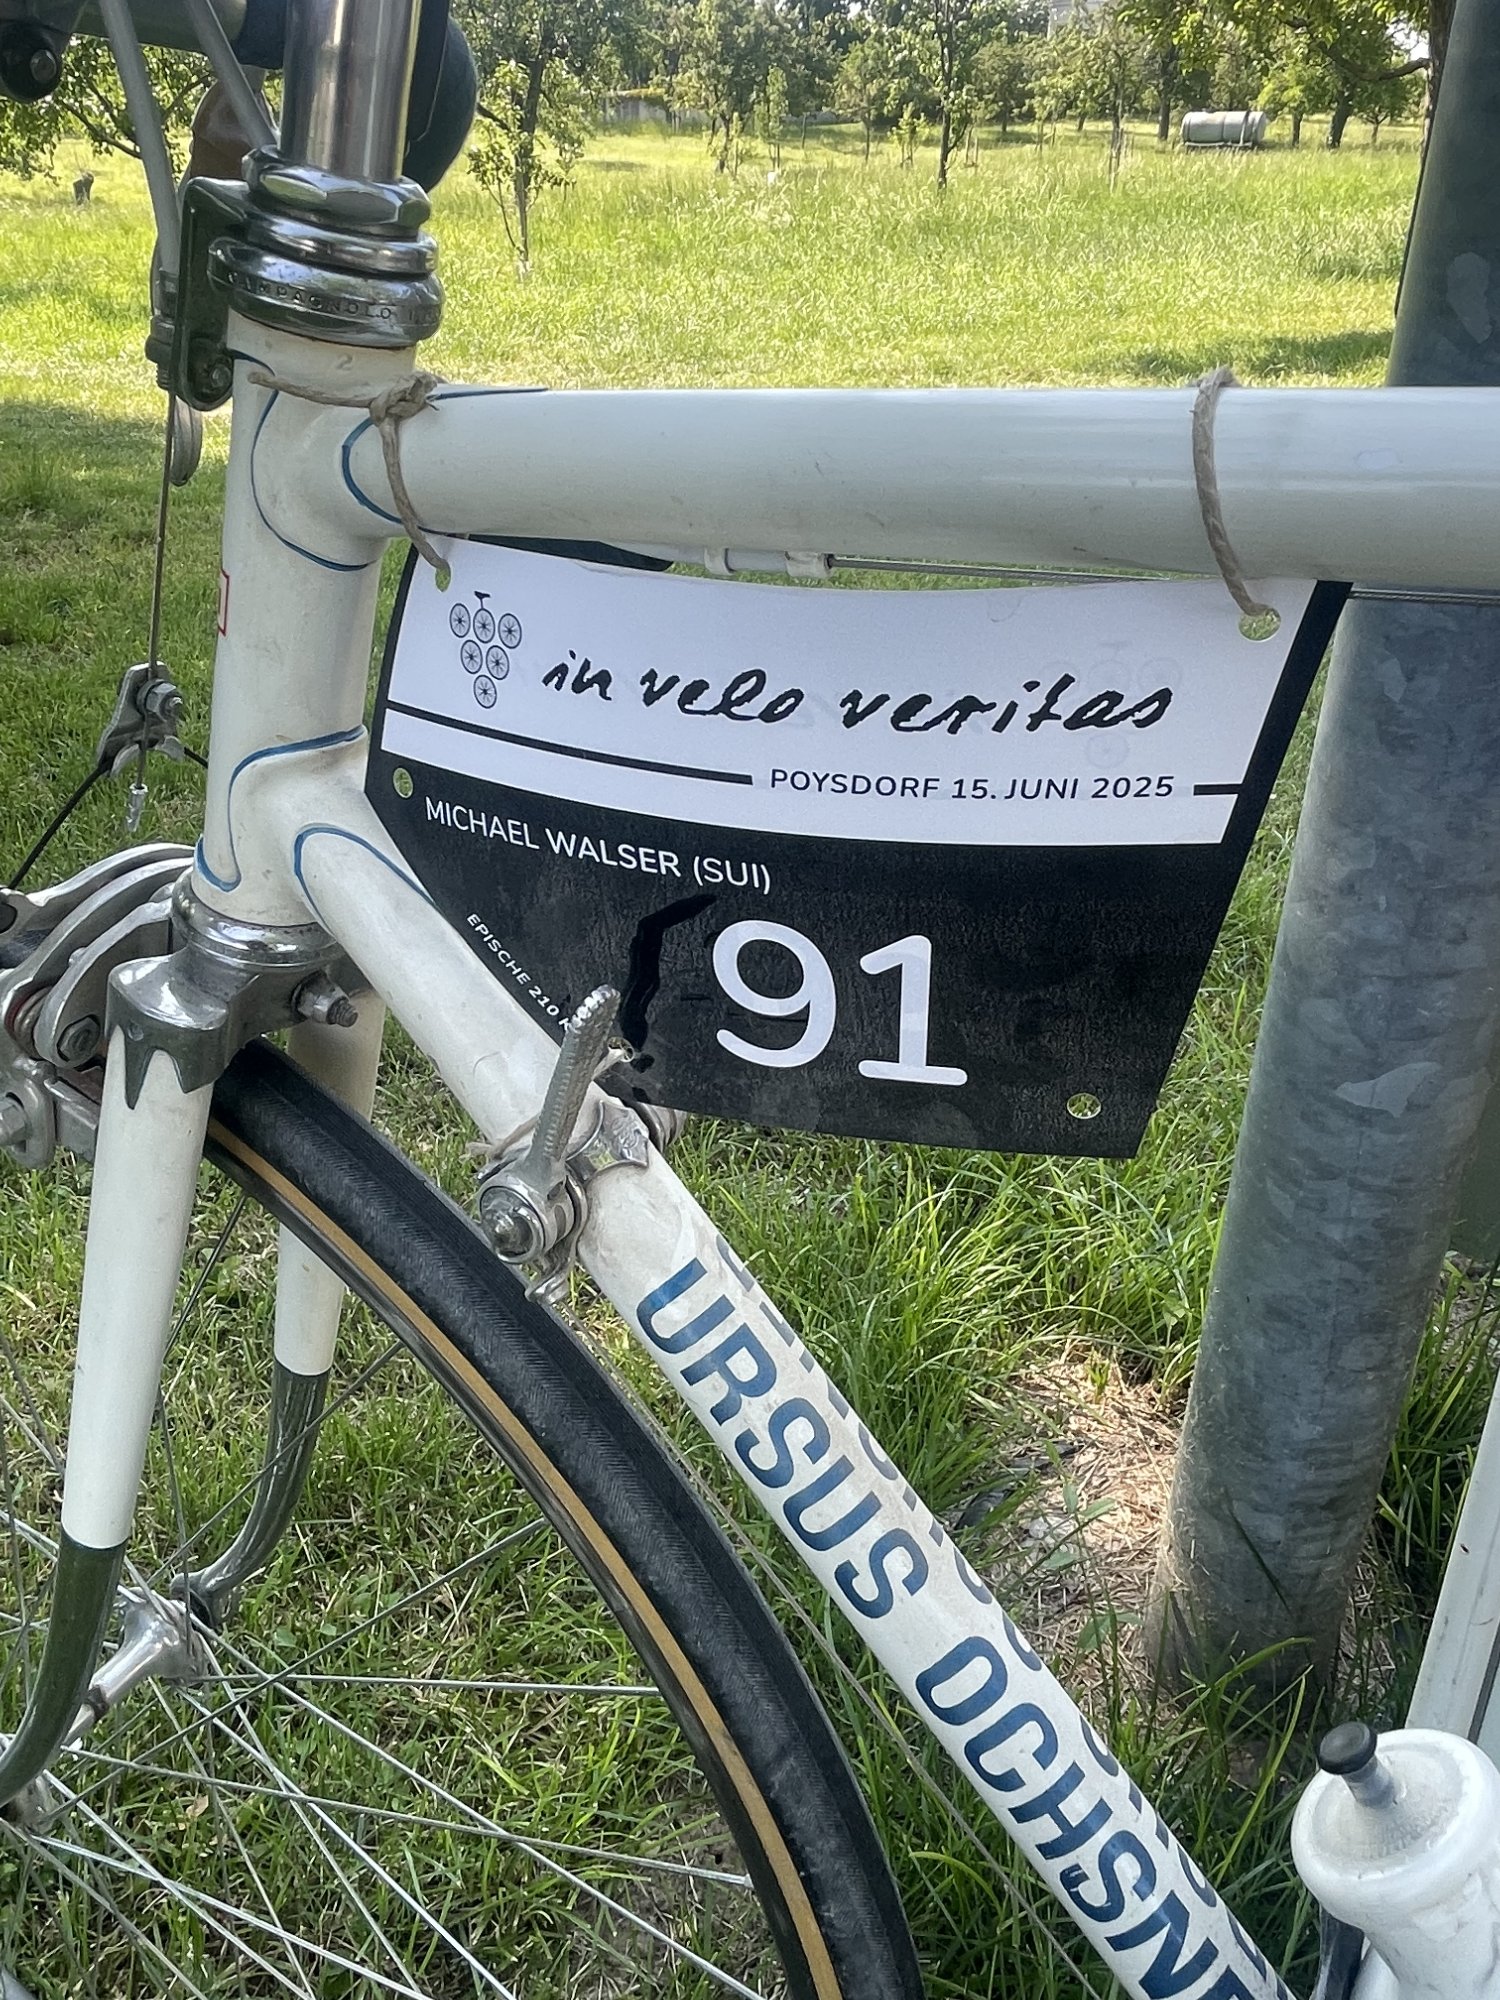 CAMPAGNOLO
in velo veritas
POYSDORF 15. JUNI 2025
MICHAEL WALSER (SUI)
EPISCHE 210
91
URSUS OCHSNE